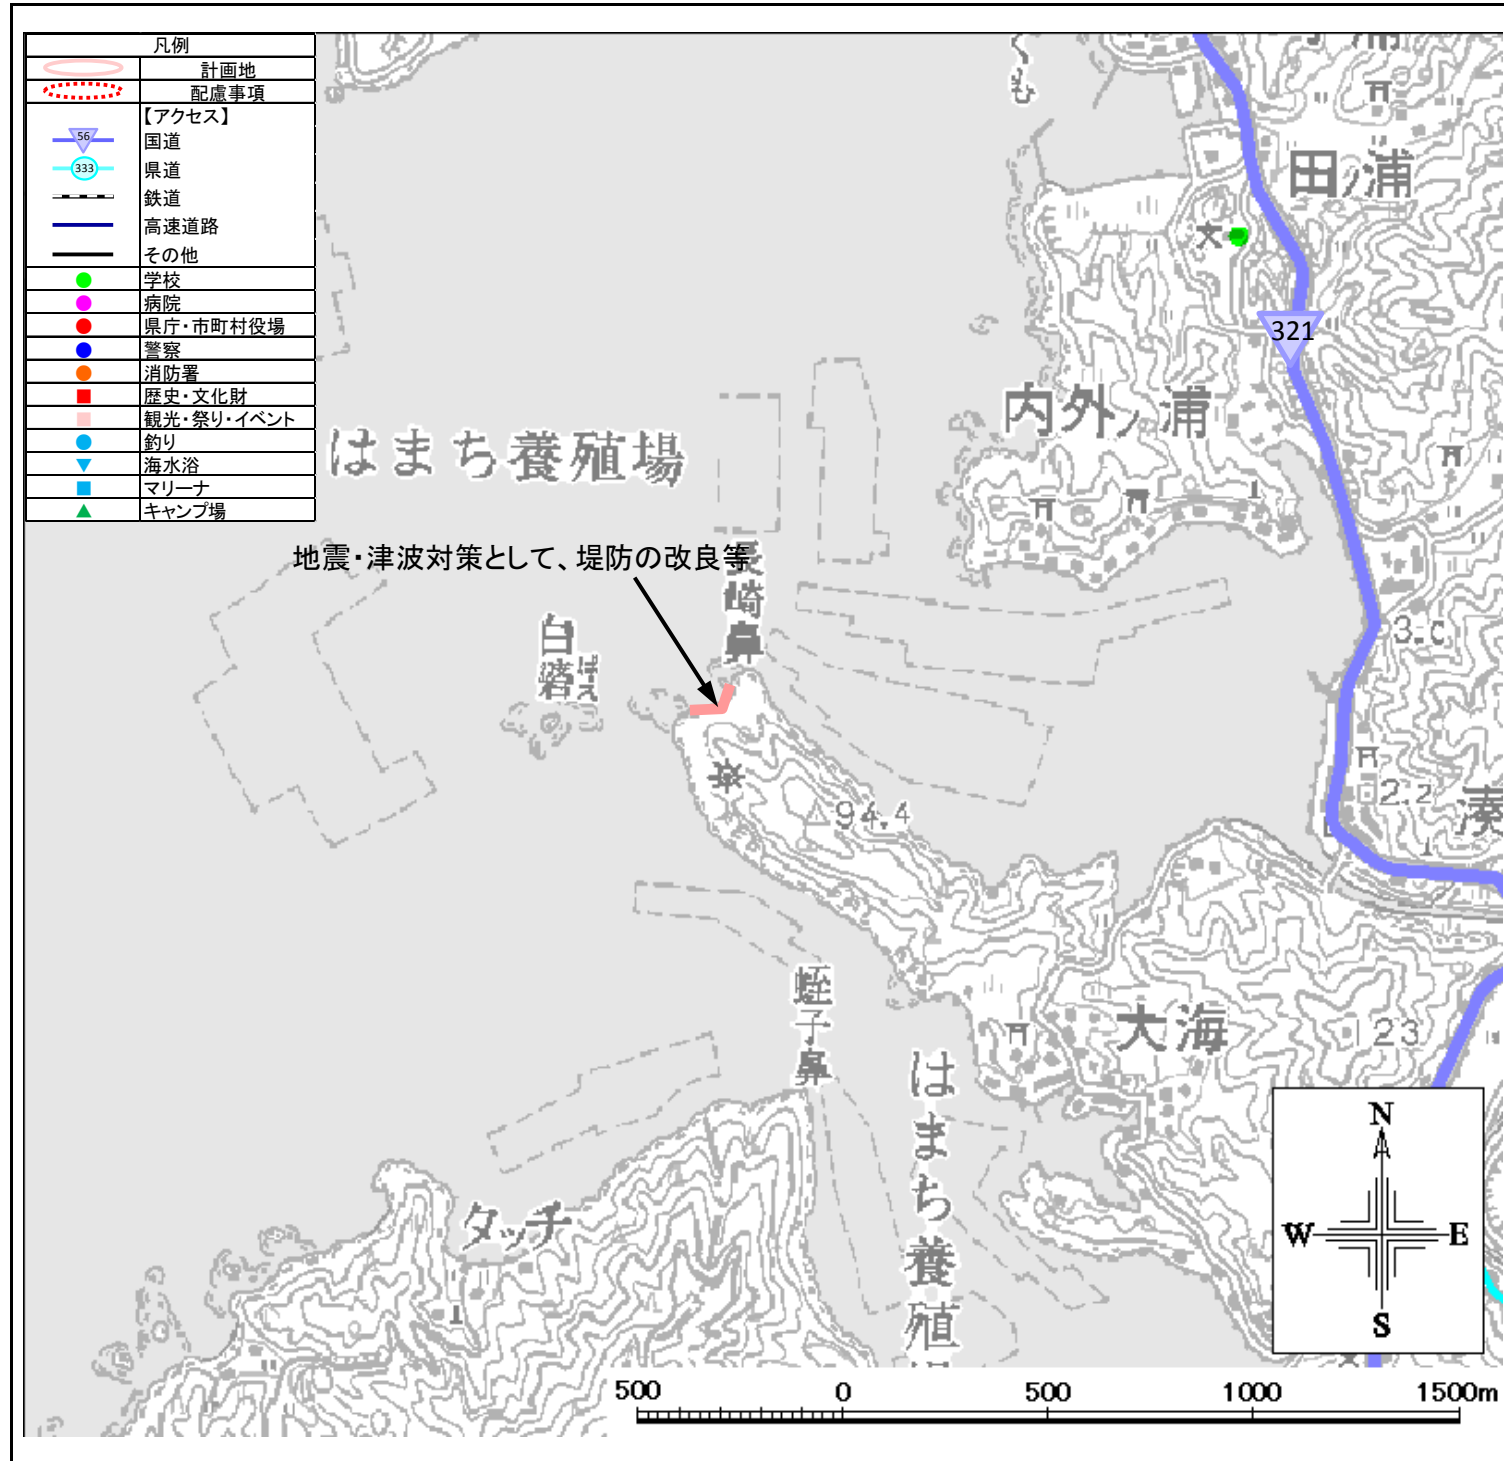 凡例
計画地
配慮事項
【アクセス】
56
国道
333
県道
鉄道
高速道路
その他
学校
病院
県庁・市町村役場
警察
消防署
歴史・文化財
観光・祭り・イベント
釣り
海水浴
マリーナ
キャンプ場
田ノ浦
321
内外ノ浦
はまち養殖場
地震・津波対策として、堤防の改良等
長崎鼻
白磯
3.0
2.2
湊
94.4
蛭子鼻
大海
123
はまち養殖場
タッチ
N
W
E
S
500 0 500 1000 1500m